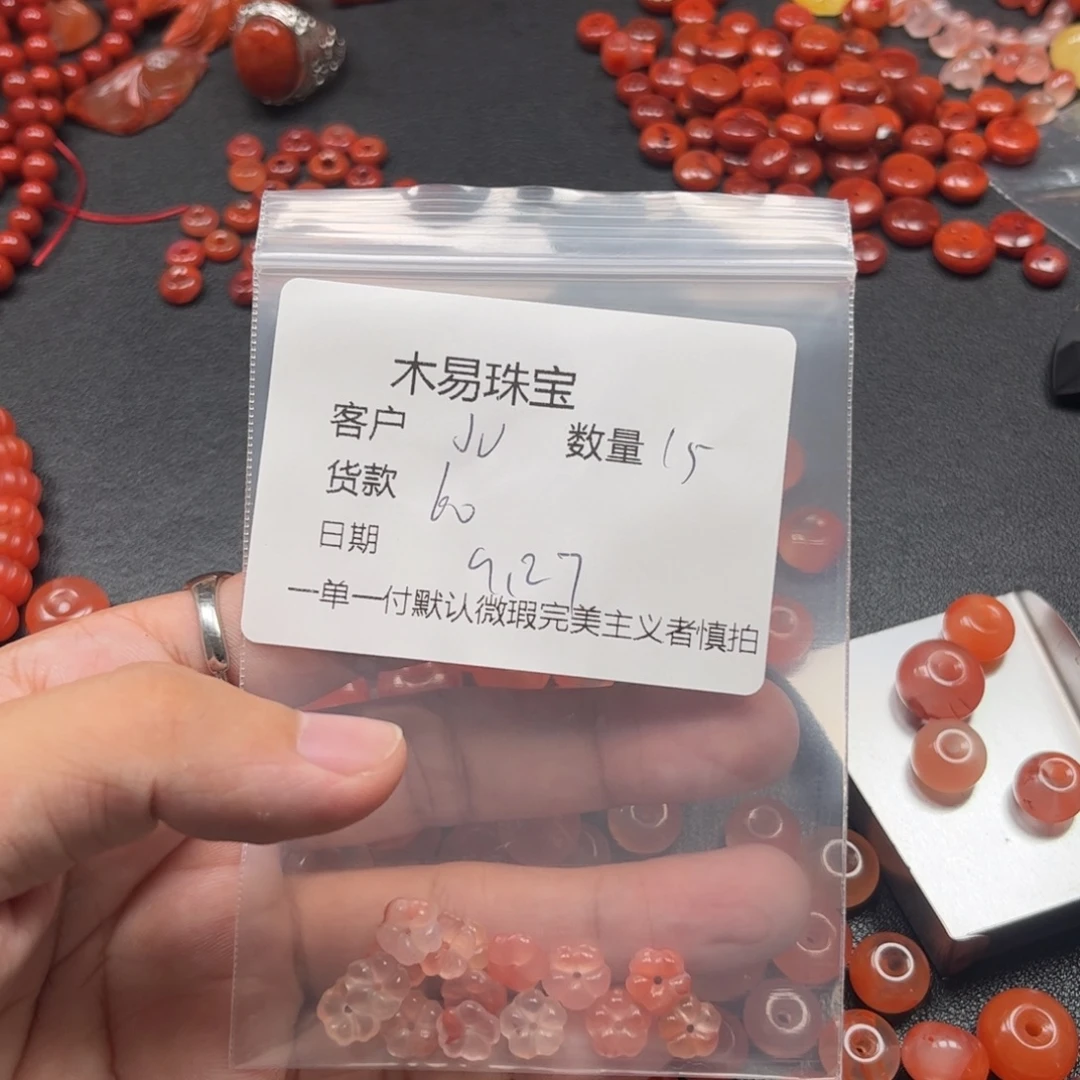 木易珠宝
客户 JU 数量 15
货款 60
日期 9.27
一单一付默认微瑕完美主义者慎拍